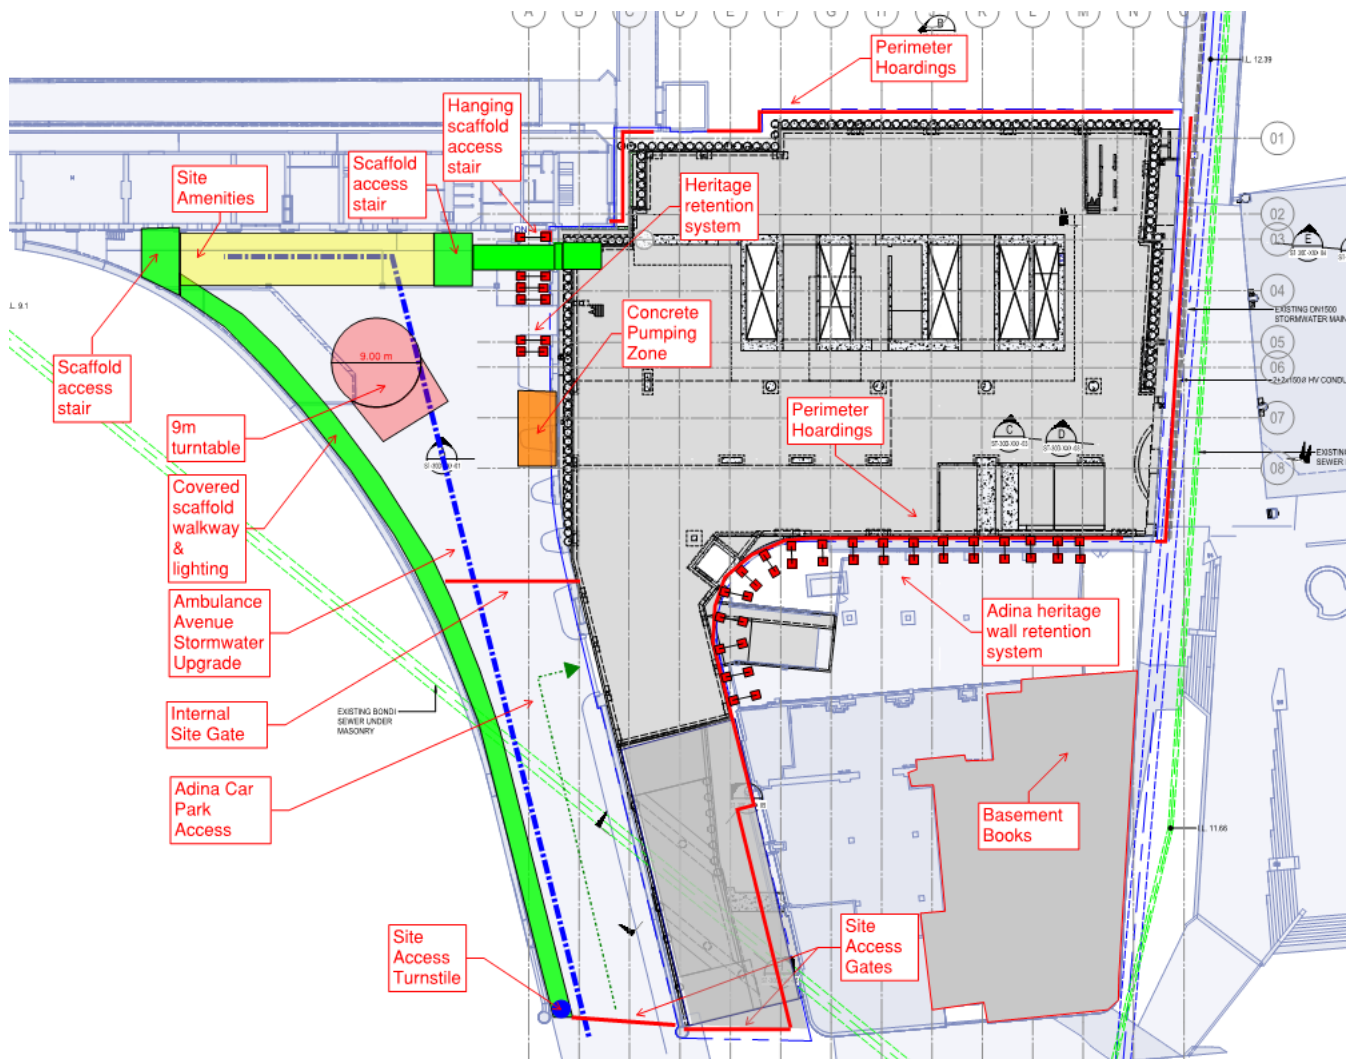 A
B
C
D
E
F
G
H
J
K
L
M
N
B
Perimeter
Hoardings
I.L. 12.39
Hanging
scaffold
access
stair
01
Site
Amenities
Scaffold
access
stair
Heritage
retention
system
02
DN
03
E
04
I.L. 9.1
Concrete
Pumping
Zone
EXISTING DN1500
STORMWATER MAIN
05
9.00 m
Scaffold
access
stair
06
07
9m
turntable
Perimeter
Hoardings
C
D
EXISTING
SEWER
08
Covered
scaffold
walkway
&
lighting
Ambulance
Avenue
Stormwater
Upgrade
Adina heritage
wall retention
system
Internal
Site Gate
EXISTING BONDI
SEWER UNDER
MASONRY
Adina Car
Park
Access
Basement
Books
I.L. 11.66
Site
Access
Turnstile
Site
Access
Gates